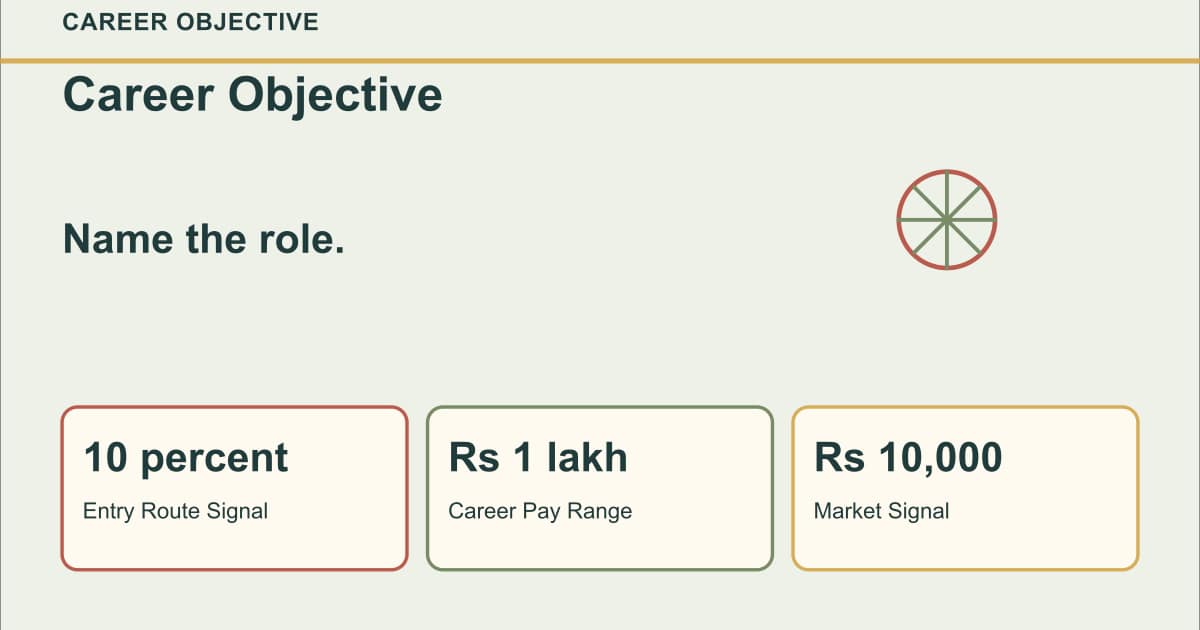 CAREER OBJECTIVE
Career Objective
Name the role.
10 percent
Entry Route Signal
Rs 1 lakh
Career Pay Range
Rs 10,000
Market Signal